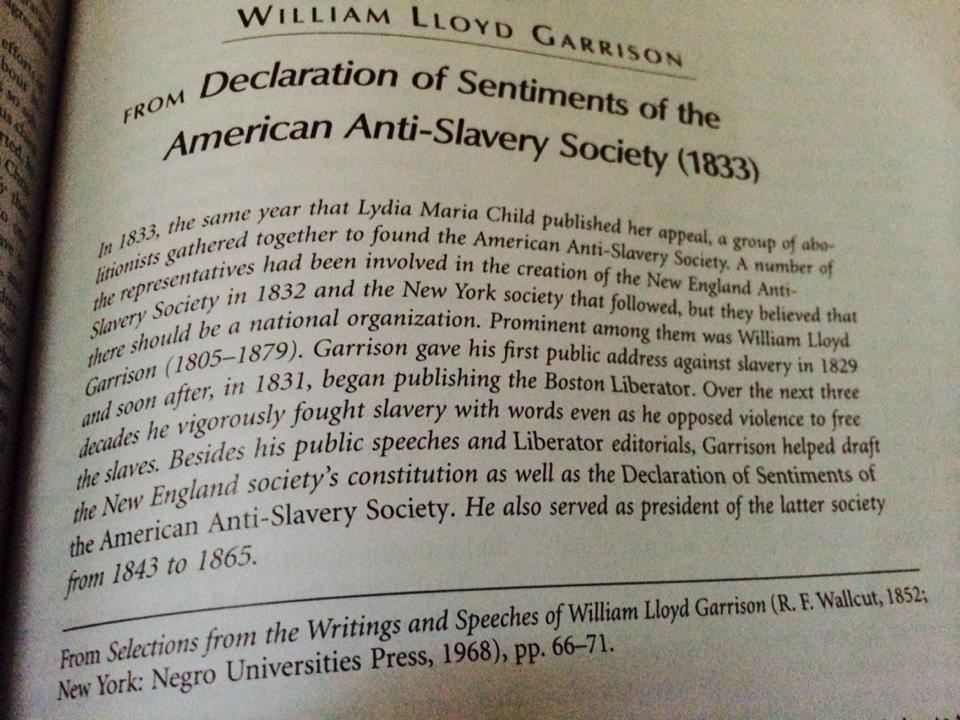 WILLIAM LLOYD GARRISON
FROM Declaration of Sentiments of the
American Anti-Slavery Society (1833)
In 1833, the same year that Lydia Maria Child published her appeal, a group of abo-
litionists gathered together to found the American Anti-Slavery Society. A number of
the representatives had been involved in the creation of the New England Anti-
Slavery Society in 1832 and the New York society that followed, but they believed that
there should be a national organization. Prominent among them was William Lloyd
Garrison (1805–1879). Garrison gave his first public address against slavery in 1829
and soon after, in 1831, began publishing the Boston Liberator. Over the next three
decades he vigorously fought slavery with words even as he opposed violence to free
the slaves. Besides his public speeches and Liberator editorials, Garrison helped draft
the New England society's constitution as well as the Declaration of Sentiments of
the American Anti-Slavery Society. He also served as president of the latter society
from 1843 to 1865.
From Selections from the Writings and Speeches of William Lloyd Garrison (R. F. Wallcut, 1852;
New York: Negro Universities Press, 1968), pp. 66–71.